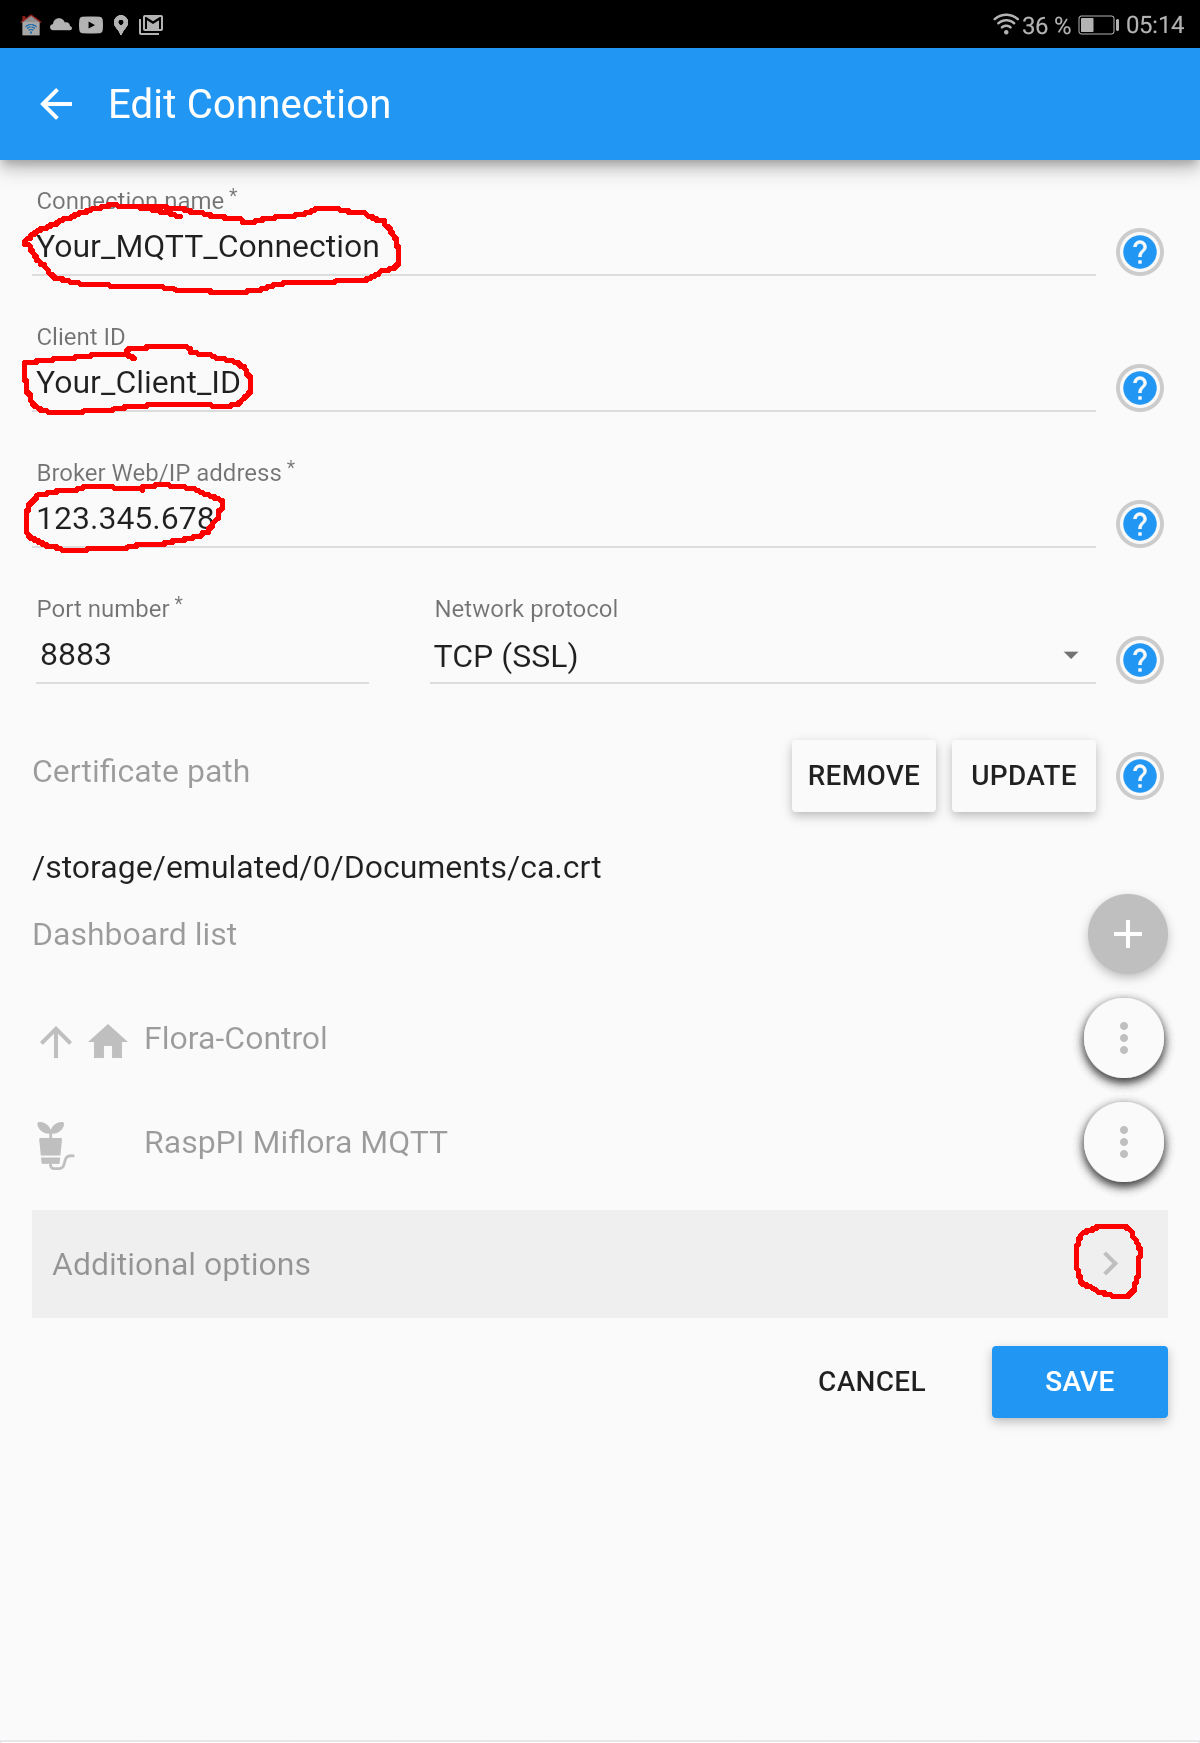 36 % 05:14
Edit Connection
Connection name *
Your_MQTT_Connection
Client ID
Your_Client_ID
Broker Web/IP address *
123.345.678
Port number * Network protocol
8883 TCP (SSL)
Certificate path REMOVE UPDATE
/storage/emulated/0/Documents/ca.crt
Dashboard list
Flora-Control
RaspPI Miflora MQTT
Additional options
CANCEL SAVE